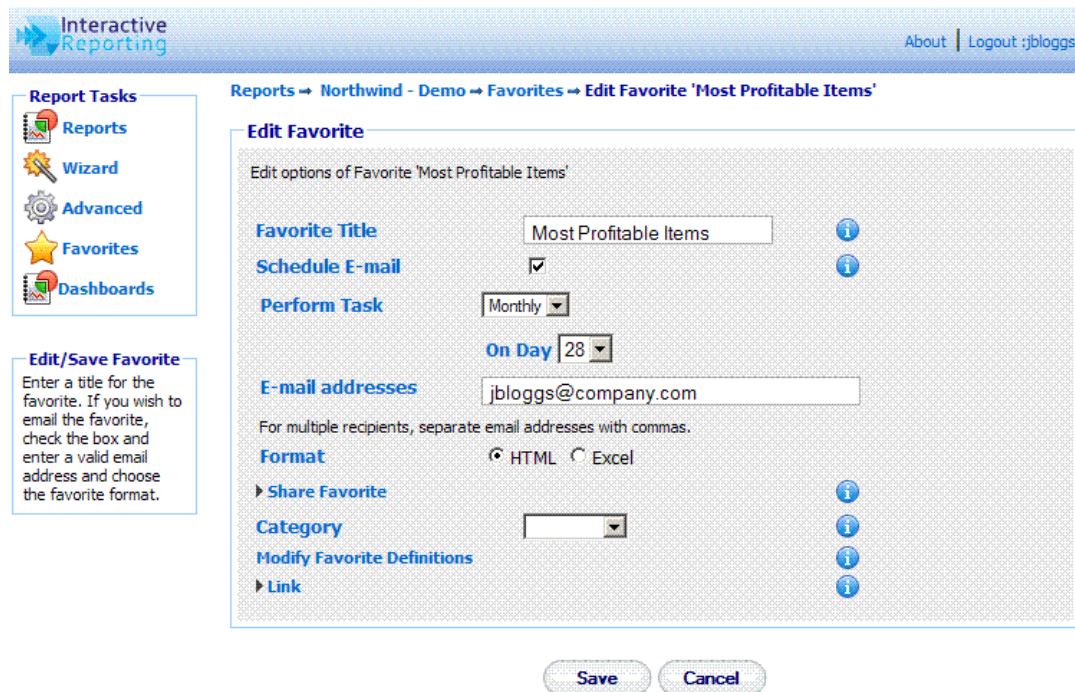 Interactive
Reporting
About | Logout :jbloggs
Report Tasks
Reports
Wizard
Advanced
Favorites
Dashboards
Edit/Save Favorite
Enter a title for the
favorite. If you wish to
email the favorite,
check the box and
enter a valid email
address and choose
the favorite format.
Reports → Northwind - Demo → Favorites → Edit Favorite 'Most Profitable Items'
Edit Favorite
Edit options of Favorite 'Most Profitable Items'
Favorite Title Most Profitable Items
Schedule E-mail
Perform Task Monthly
On Day 28
E-mail addresses jbloggs@company.com
For multiple recipients, separate email addresses with commas.
Format HTML Excel
Share Favorite
Category
Modify Favorite Definitions
Link
Save Cancel